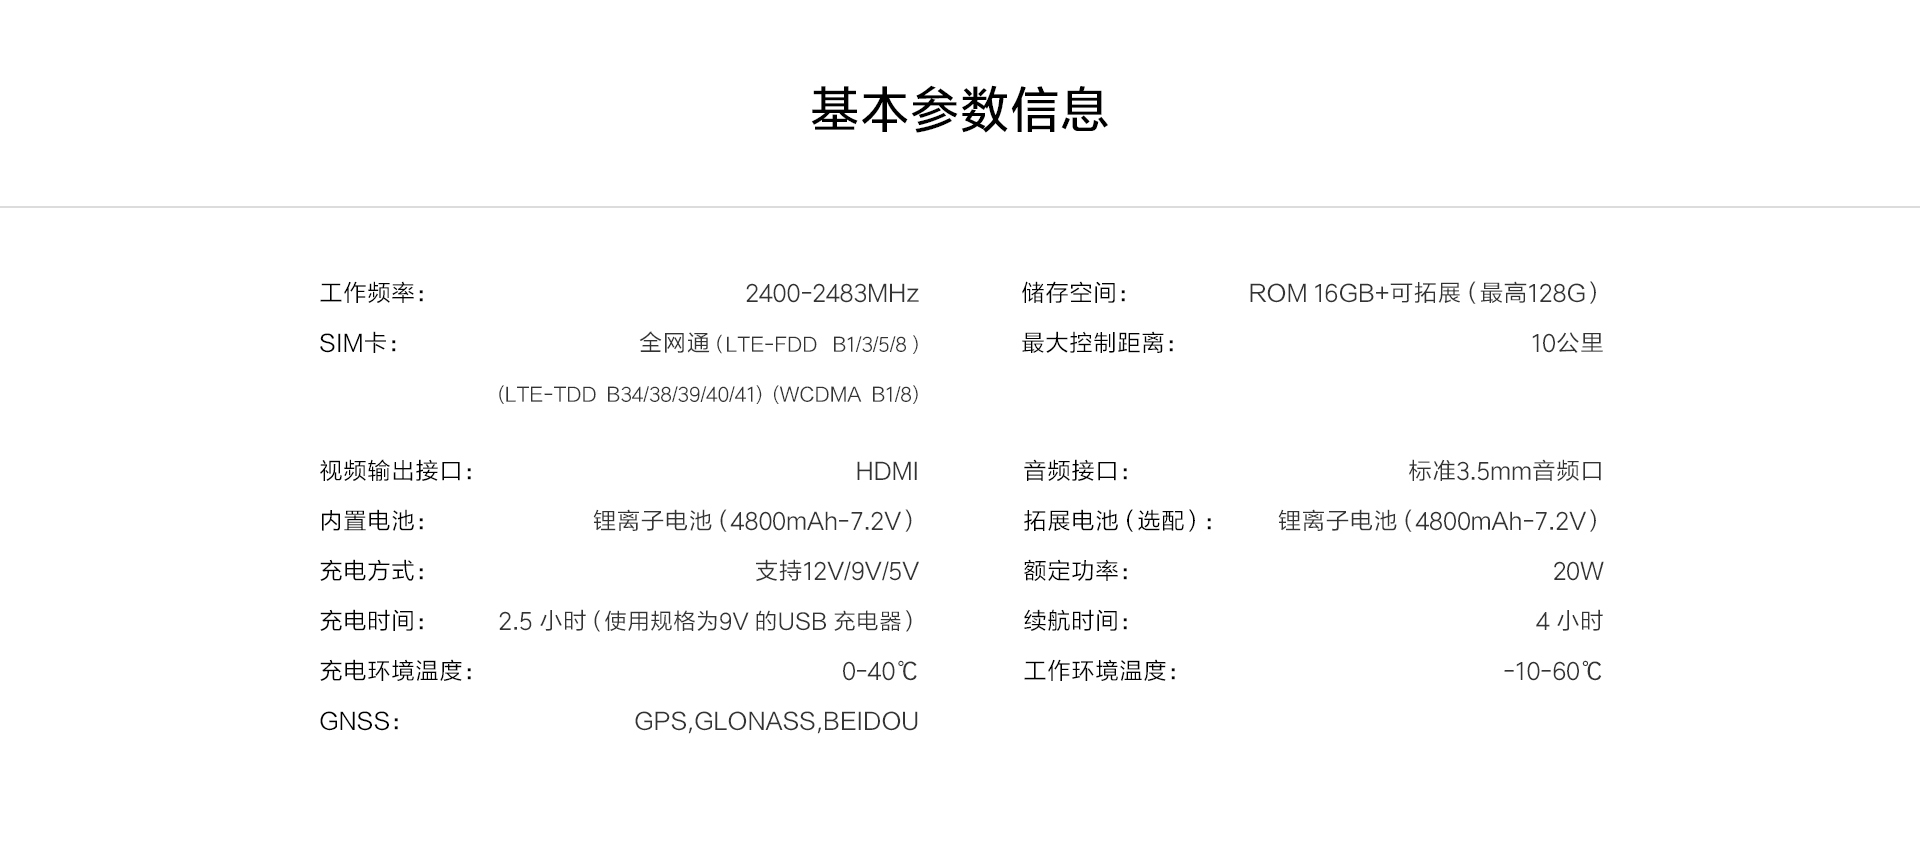 基本参数信息
工作频率： 2400-2483MHz 储存空间： ROM 16GB+可拓展（最高128G）
SIM卡： 全网通（LTE-FDD B1/3/5/8 ） 最大控制距离： 10公里
(LTE-TDD B34/38/39/40/41) (WCDMA B1/8)
视频输出接口： HDMI 音频接口： 标准3.5mm音频口
内置电池： 锂离子电池（4800mAh-7.2V） 拓展电池（选配）： 锂离子电池（4800mAh-7.2V）
充电方式： 支持12V/9V/5V 额定功率： 20W
充电时间： 2.5 小时（使用规格为9V 的USB 充电器） 续航时间： 4 小时
充电环境温度： 0-40℃ 工作环境温度： -10-60℃
GNSS： GPS,GLONASS,BEIDOU